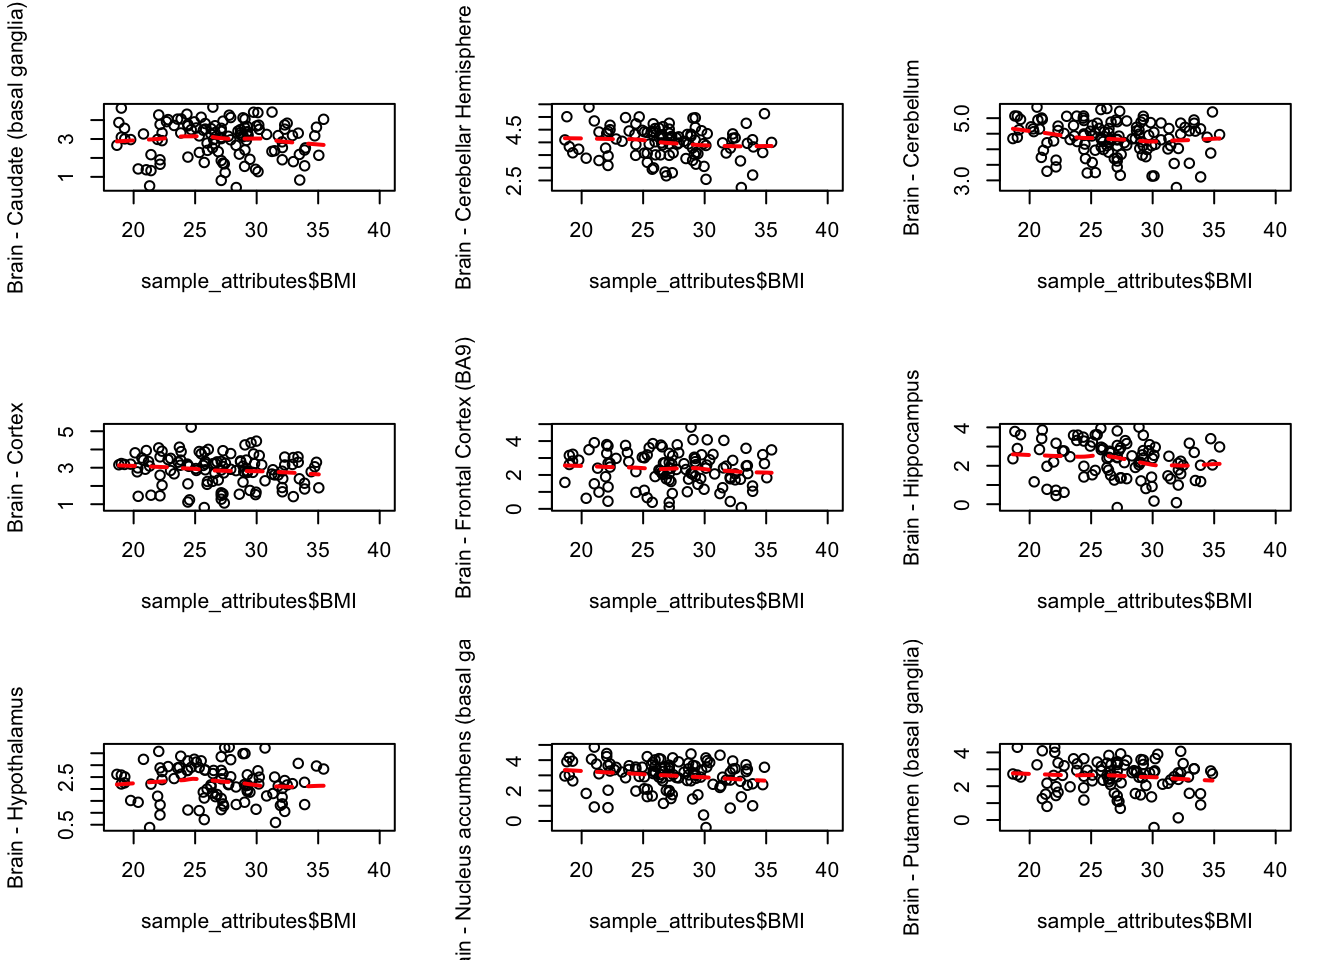 Brain - Caudate (basal ganglia)
1 3
20 25 30 35 40
sample_attributes$BMI
Brain - Cerebellar Hemisphere
2.5 4.5
20 25 30 35 40
sample_attributes$BMI
Brain - Cerebellum
3.0 5.0
20 25 30 35 40
sample_attributes$BMI
Brain - Cortex
1 3 5
20 25 30 35 40
sample_attributes$BMI
Brain - Frontal Cortex (BA9)
0 2 4
20 25 30 35 40
sample_attributes$BMI
Brain - Hippocampus
0 2 4
20 25 30 35 40
sample_attributes$BMI
Brain - Hypothalamus
0.5 2.5
20 25 30 35 40
sample_attributes$BMI
ain - Nucleus accumbens (basal ga
0 2 4
20 25 30 35 40
sample_attributes$BMI
Brain - Putamen (basal ganglia)
0 2 4
20 25 30 35 40
sample_attributes$BMI